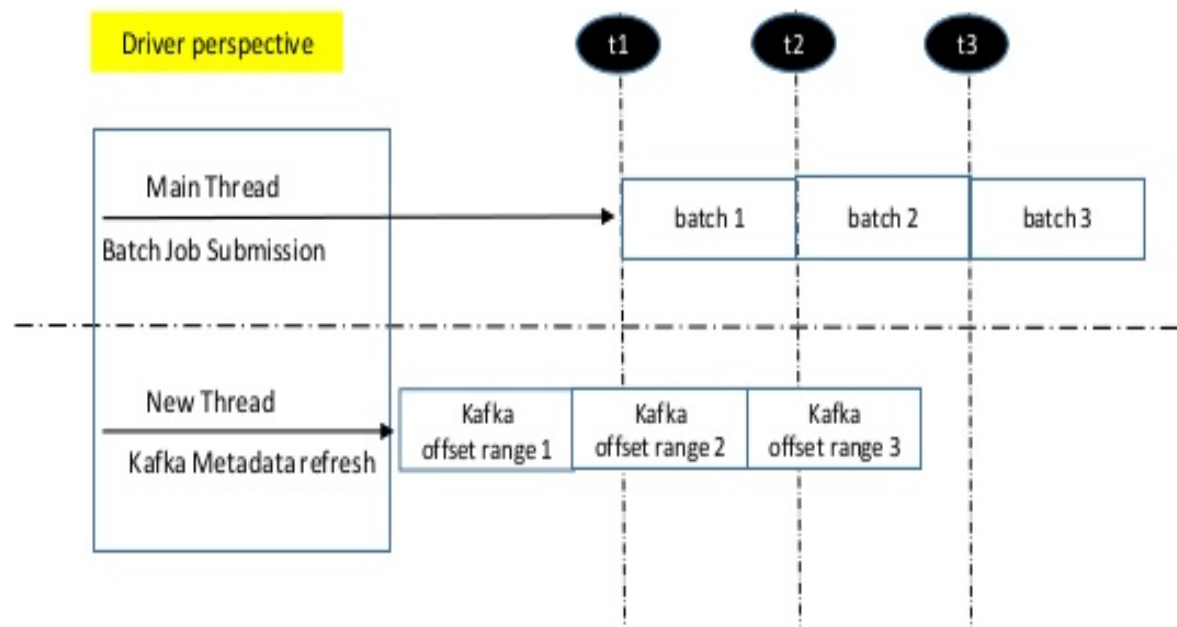 Driver perspective
t1
t2
t3
Main Thread
Batch Job Submission
batch 1
batch 2
batch 3
New Thread
Kafka Metadata refresh
Kafka
offset range 1
Kafka
offset range 2
Kafka
offset range 3